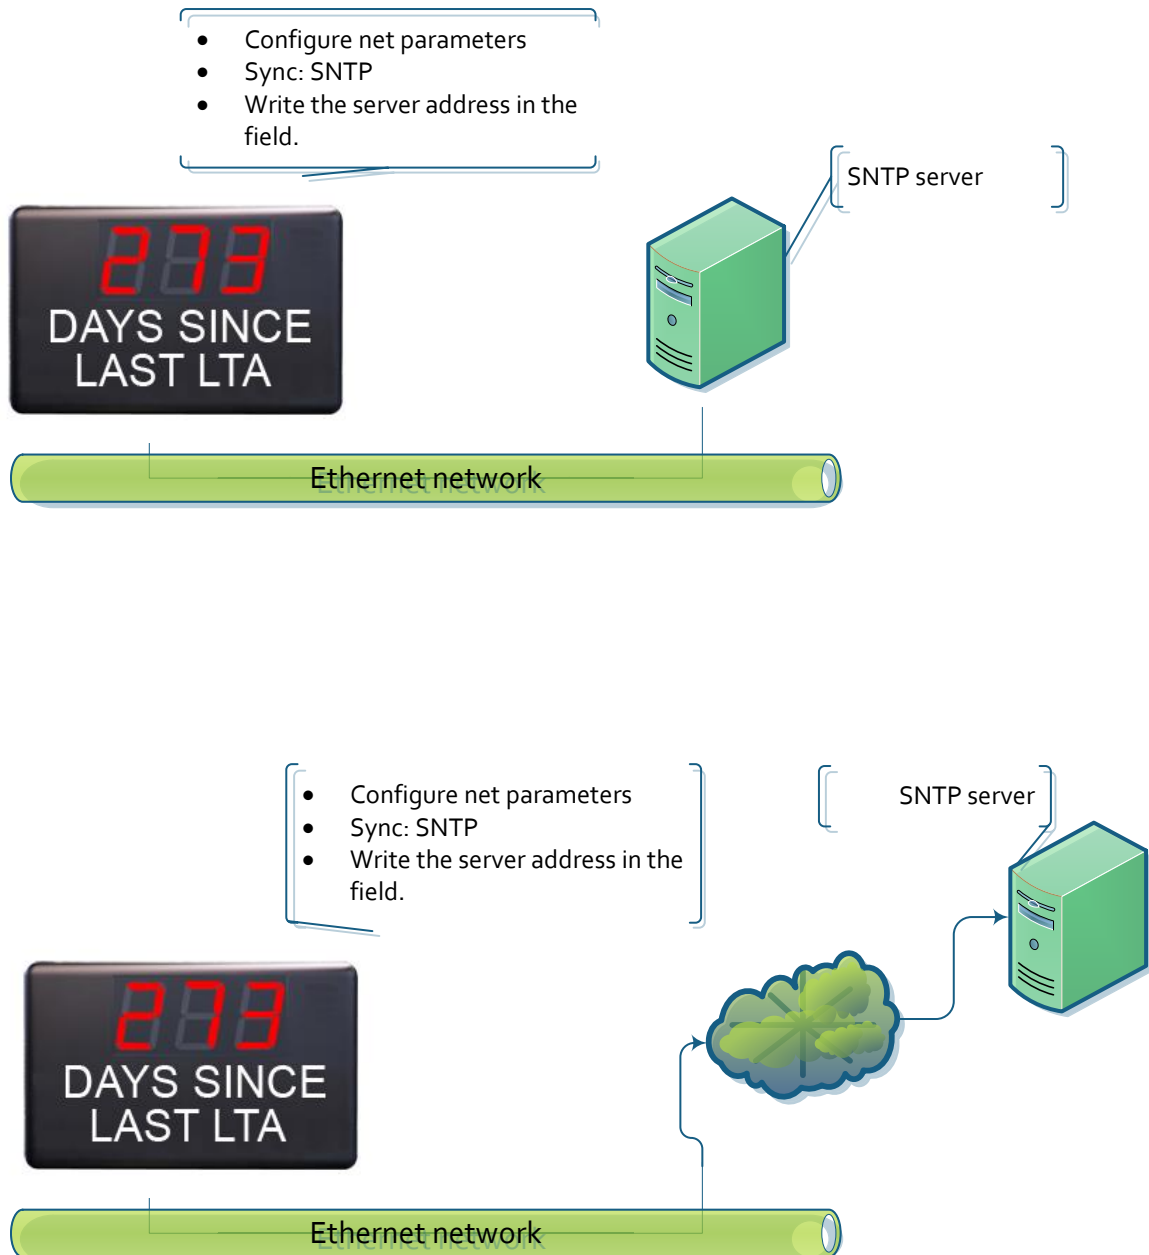 • Configure net parameters
• Sync: SNTP
• Write the server address in the
field.
SNTP server
273
DAYS SINCE
LAST LTA
Ethernet network
• Configure net parameters
• Sync: SNTP
• Write the server address in the
field.
SNTP server
273
DAYS SINCE
LAST LTA
Ethernet network